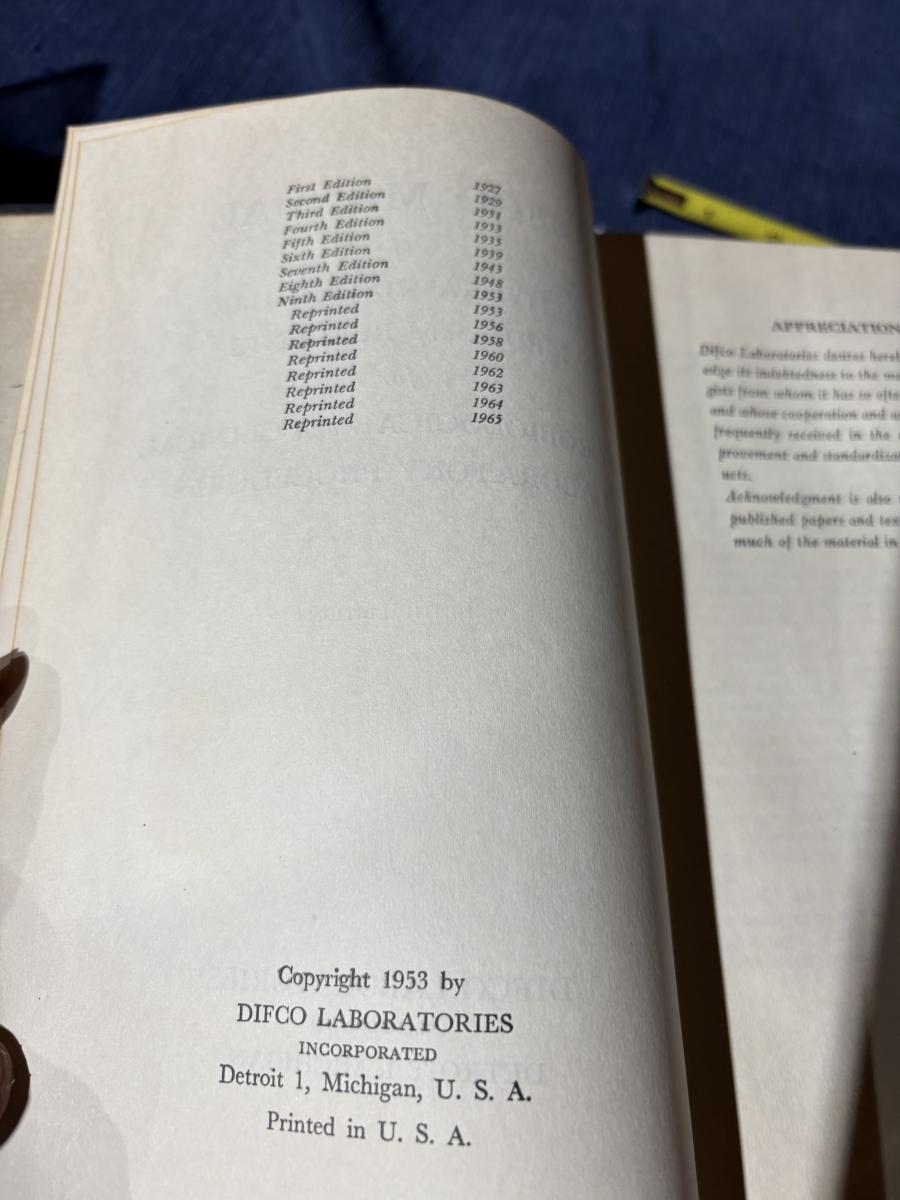 First Edition 1927
Second Edition 1929
Third Edition 1931
Fourth Edition 1933
Fifth Edition 1935
Sixth Edition 1939
Seventh Edition 1943
Eighth Edition 1948
Ninth Edition 1953
Reprinted 1953
Reprinted 1956
Reprinted 1958
Reprinted 1960
Reprinted 1962
Reprinted 1963
Reprinted 1964
Reprinted 1965
Copyright 1953 by
DIFCO LABORATORIES
INCORPORATED
Detroit 1, Michigan, U. S. A.
Printed in U. S. A.
APPRECIATION
Difco Laboratories desires
edge its indebtedness to the
gists from whom it has so
and whose cooperation and
frequently received in the
provement and
ucts.
Acknowledgment is also
published papers and
much of the material in